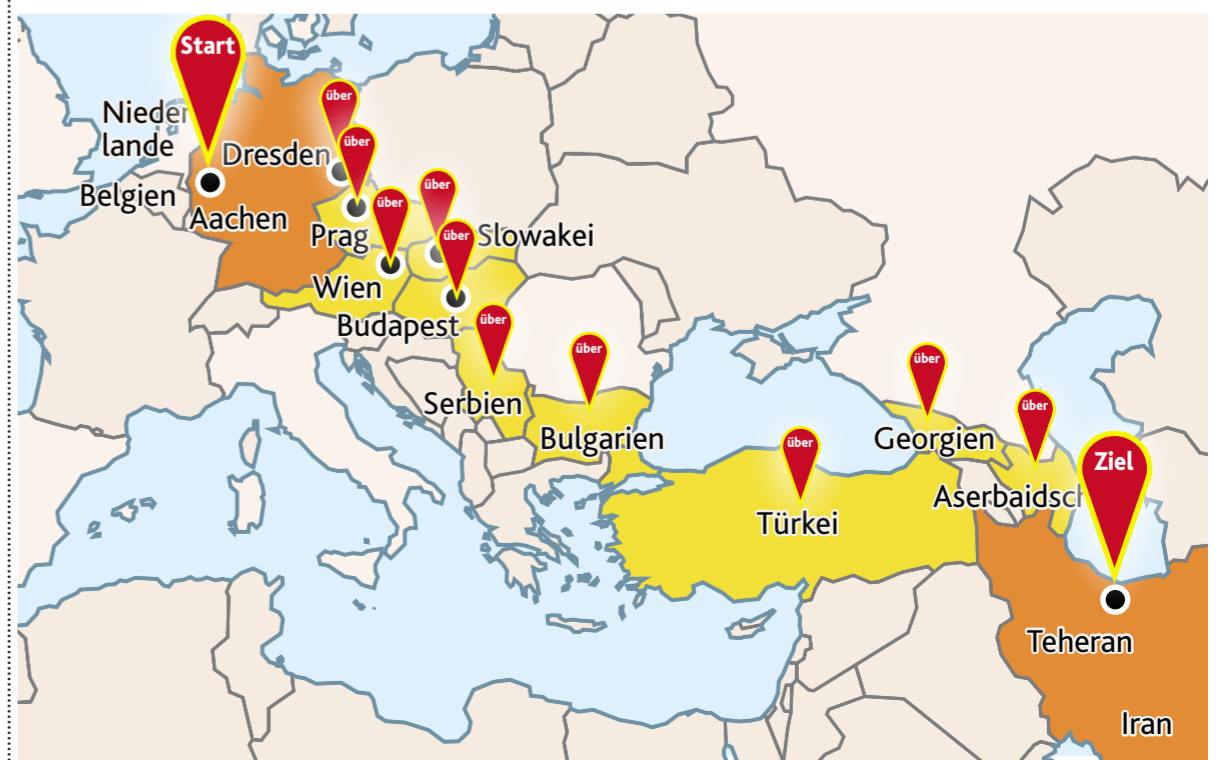 Start
Nieder
lande
Belgien
Aachen
über
Dresden
über
Prag
über
Wien
über
Slowakei
über
Budapest
über
Serbien
über
Bulgarien
über
Türkei
über
Georgien
über
Aserbaidsch
Ziel
Teheran
Iran